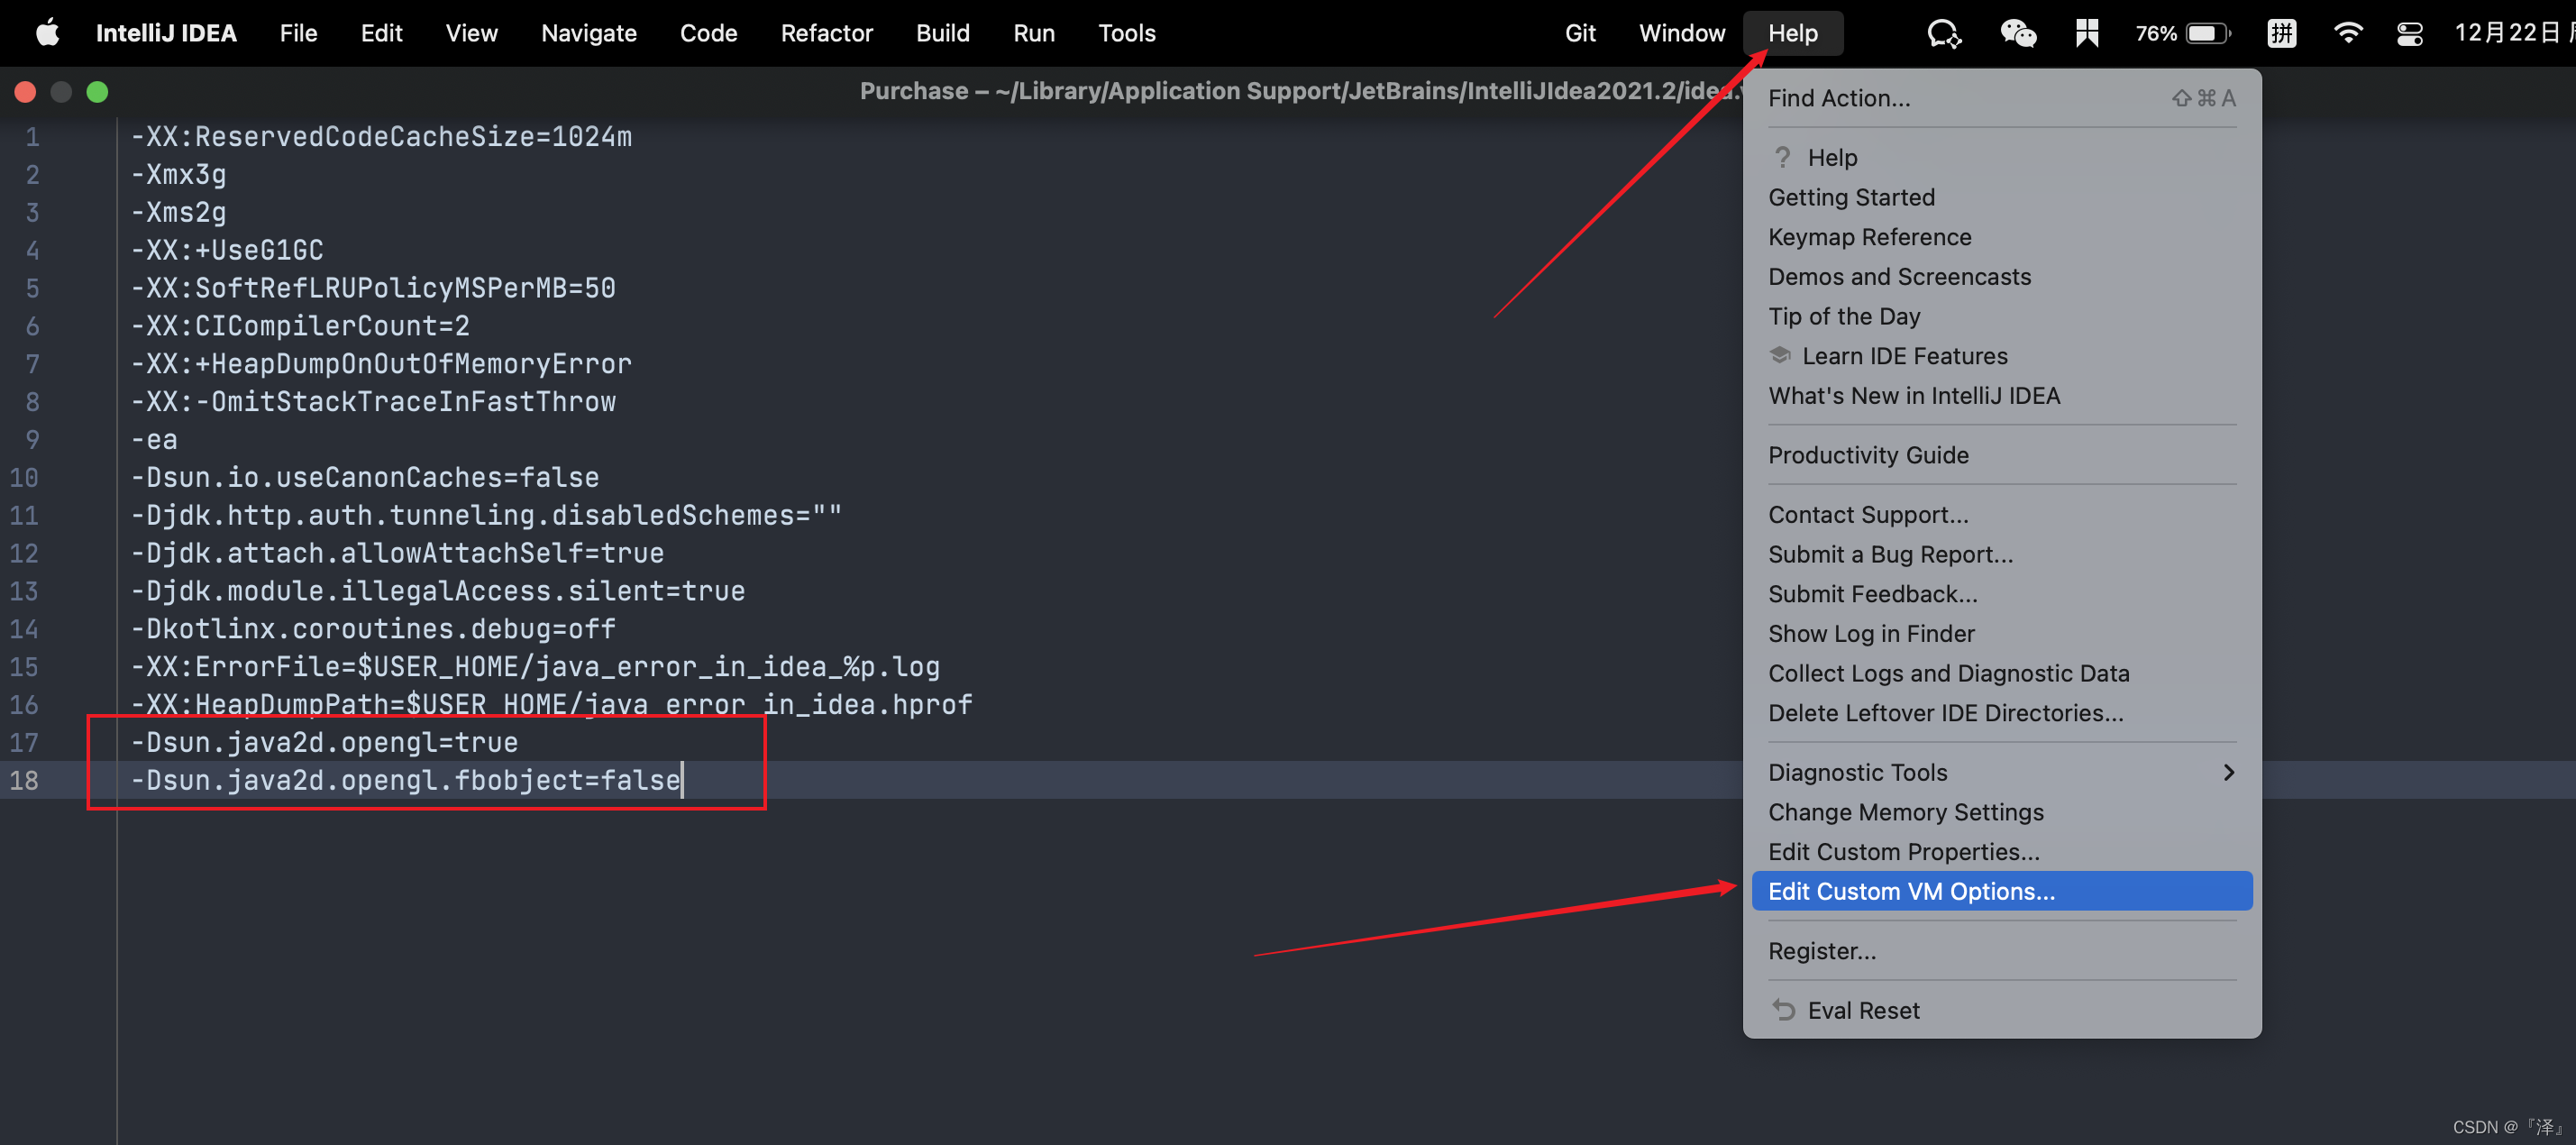 IntelliJ IDEA File Edit View Navigate Code Refactor Build Run Tools Git Window Help 76% 拼 12月22日
Purchase – ~/Library/Application Support/JetBrains/IntelliJIdea2021.2/idea.
1 -XX:ReservedCodeCacheSize=1024m
2 -Xmx3g
3 -Xms2g
4 -XX:+UseG1GC
5 -XX:SoftRefLRUPolicyMSPerMB=50
6 -XX:CICompilerCount=2
7 -XX:+HeapDumpOnOutOfMemoryError
8 -XX:-OmitStackTraceInFastThrow
9 -ea
10 -Dsun.io.useCanonCaches=false
11 -Djdk.http.auth.tunneling.disabledSchemes=""
12 -Djdk.attach.allowAttachSelf=true
13 -Djdk.module.illegalAccess.silent=true
14 -Dkotlinx.coroutines.debug=off
15 -XX:ErrorFile=$USER_HOME/java_error_in_idea_%p.log
16 -XX:HeapDumpPath=$USER_HOME/java_error_in_idea.hprof
17 -Dsun.java2d.opengl=true
18 -Dsun.java2d.opengl.fbobject=false
Find Action... ⇧⌘A
? Help
Getting Started
Keymap Reference
Demos and Screencasts
Tip of the Day
Learn IDE Features
What's New in IntelliJ IDEA
Productivity Guide
Contact Support...
Submit a Bug Report...
Submit Feedback...
Show Log in Finder
Collect Logs and Diagnostic Data
Delete Leftover IDE Directories...
Diagnostic Tools
Change Memory Settings
Edit Custom Properties...
Edit Custom VM Options...
Register...
Eval Reset
CSDN @『泽』